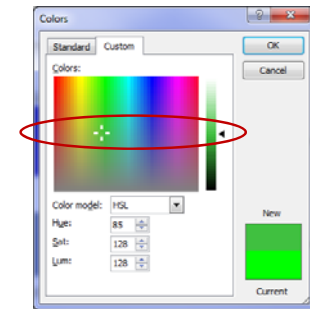 Colors
Standard Custom
OK
Cancel
Colors:
Color model: HSL
Hue: 85
Sat: 128
Lum: 128
New
Current